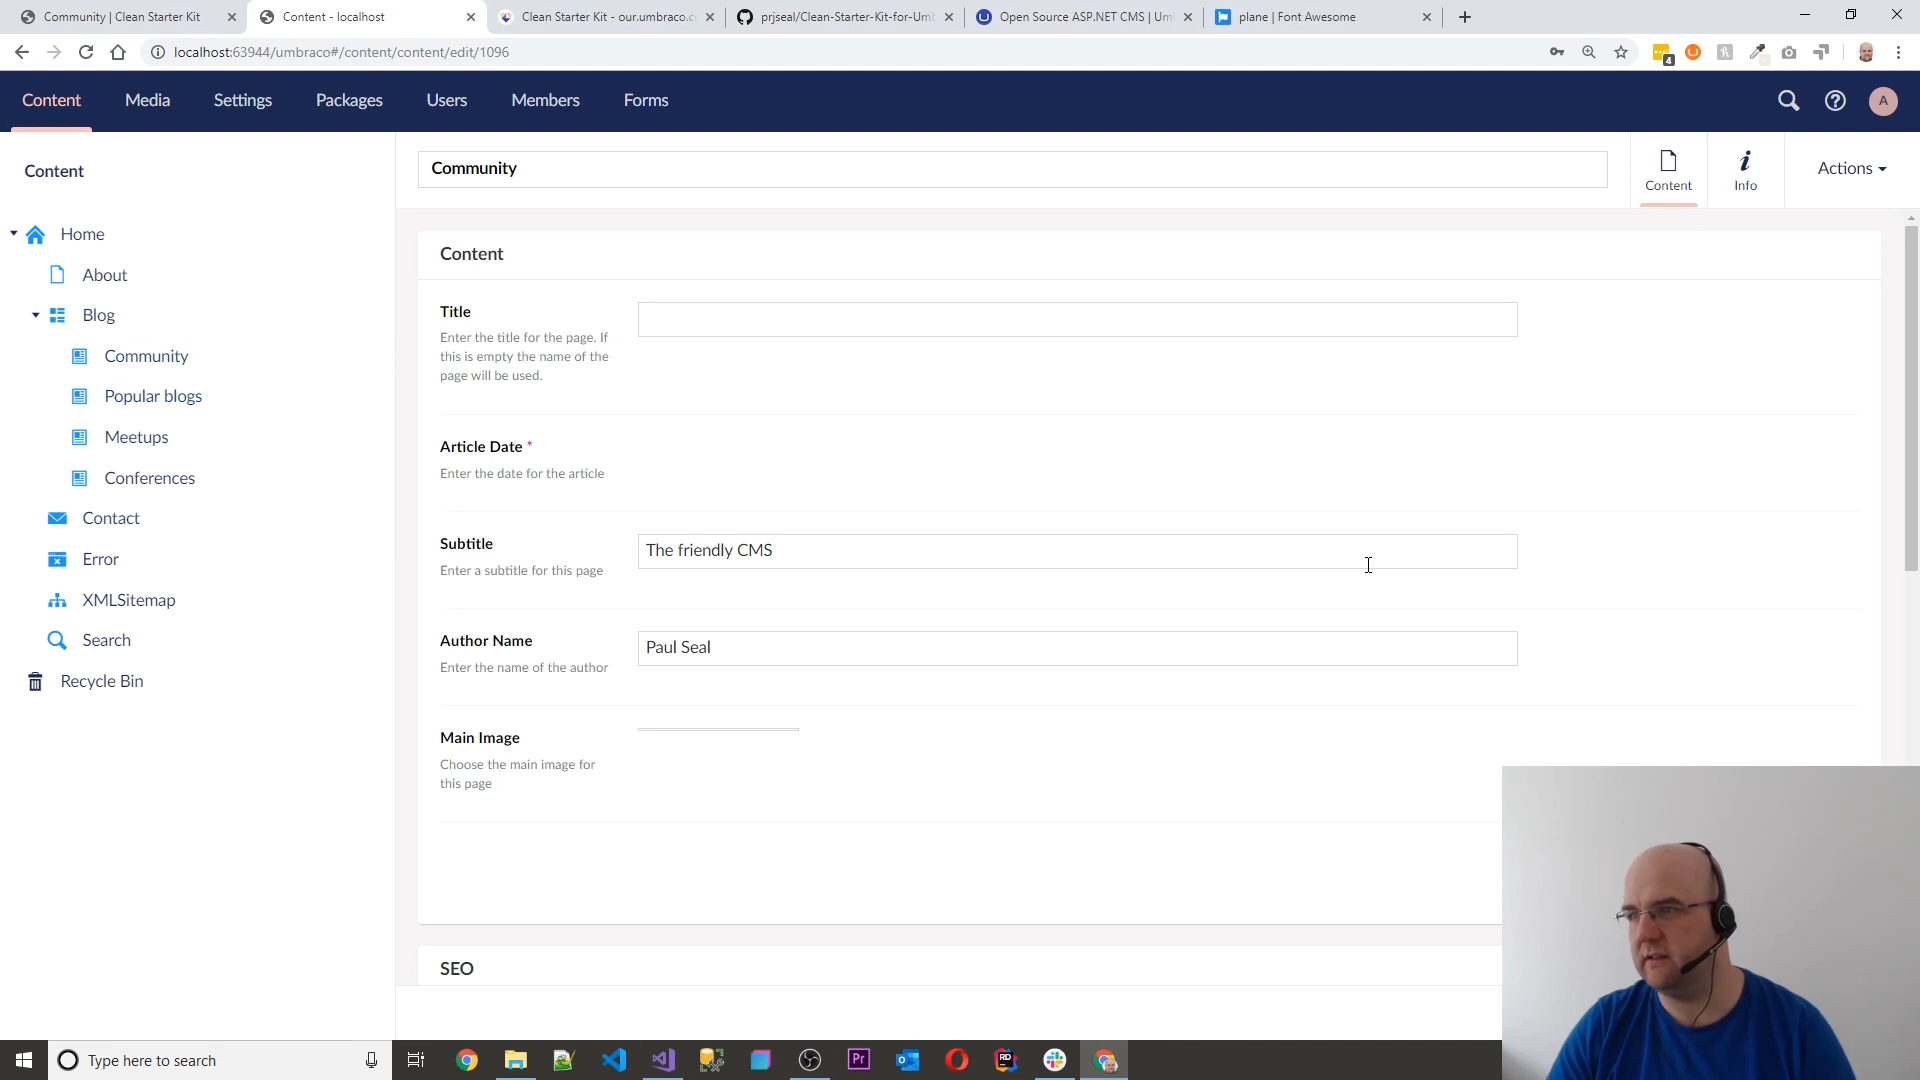 Community | Clean Starter Kit
Content - localhost
Clean Starter Kit - our.umbraco.c
prjseal/Clean-Starter-Kit-for-Um
Open Source ASP.NET CMS | Um
plane | Font Awesome
localhost:63944/umbraco#/content/content/edit/1096
4
Content
Media
Settings
Packages
Users
Members
Forms
A
Content
Community
Content
Info
Actions
Home
About
Blog
Community
Popular blogs
Meetups
Conferences
Contact
Error
XMLSitemap
Search
Recycle Bin
Content
Title
Enter the title for the page. If
this is empty the name of the
page will be used.
Article Date *
Enter the date for the article
Subtitle
Enter a subtitle for this page
The friendly CMS
Author Name
Enter the name of the author
Paul Seal
Main Image
Choose the main image for
this page
SEO
Type here to search
Pr
RD